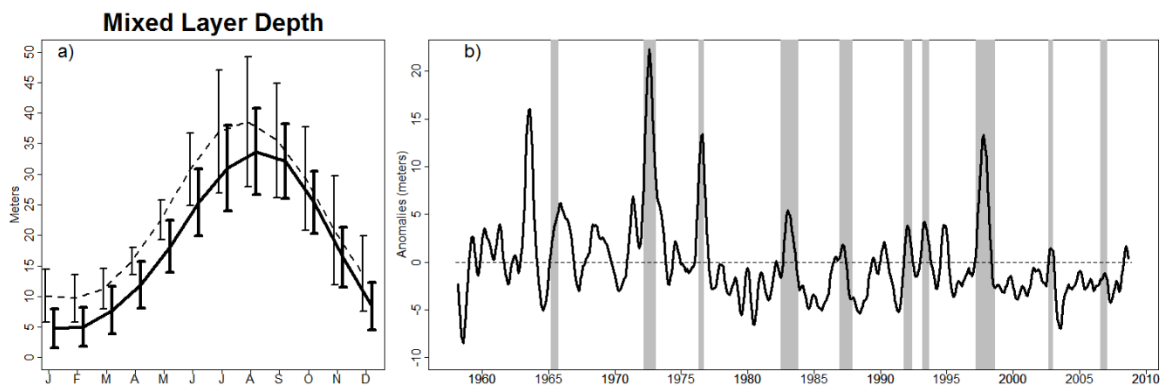 Mixed Layer Depth
a)
Meters
50
45
40
35
30
25
20
15
10
5
0
J F M A M J J A S O N D
b)
Anomalies (meters)
20
15
10
5
0
-5
-10
1960 1965 1970 1975 1980 1985 1990 1995 2000 2005 2010